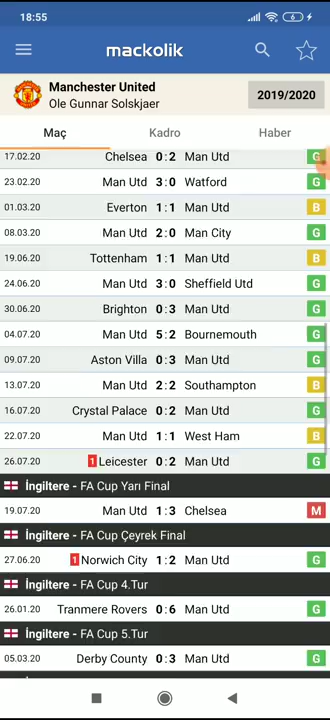 18:55
mackolik
Manchester United
Ole Gunnar Solskjaer
2019/2020
Maç Kadro Haber
17.02.20 Chelsea 0:2 Man Utd G
23.02.20 Man Utd 3:0 Watford G
01.03.20 Everton 1:1 Man Utd B
08.03.20 Man Utd 2:0 Man City G
19.06.20 Tottenham 1:1 Man Utd B
24.06.20 Man Utd 3:0 Sheffield Utd G
30.06.20 Brighton 0:3 Man Utd G
04.07.20 Man Utd 5:2 Bournemouth G
09.07.20 Aston Villa 0:3 Man Utd G
13.07.20 Man Utd 2:2 Southampton B
16.07.20 Crystal Palace 0:2 Man Utd G
22.07.20 Man Utd 1:1 West Ham B
26.07.20 1 Leicester 0:2 Man Utd G
İngiltere - FA Cup Yarı Final
19.07.20 Man Utd 1:3 Chelsea M
İngiltere - FA Cup Çeyrek Final
27.06.20 1 Norwich City 1:2 Man Utd G
İngiltere - FA Cup 4.Tur
26.01.20 Tranmere Rovers 0:6 Man Utd G
İngiltere - FA Cup 5.Tur
05.03.20 Derby County 0:3 Man Utd G